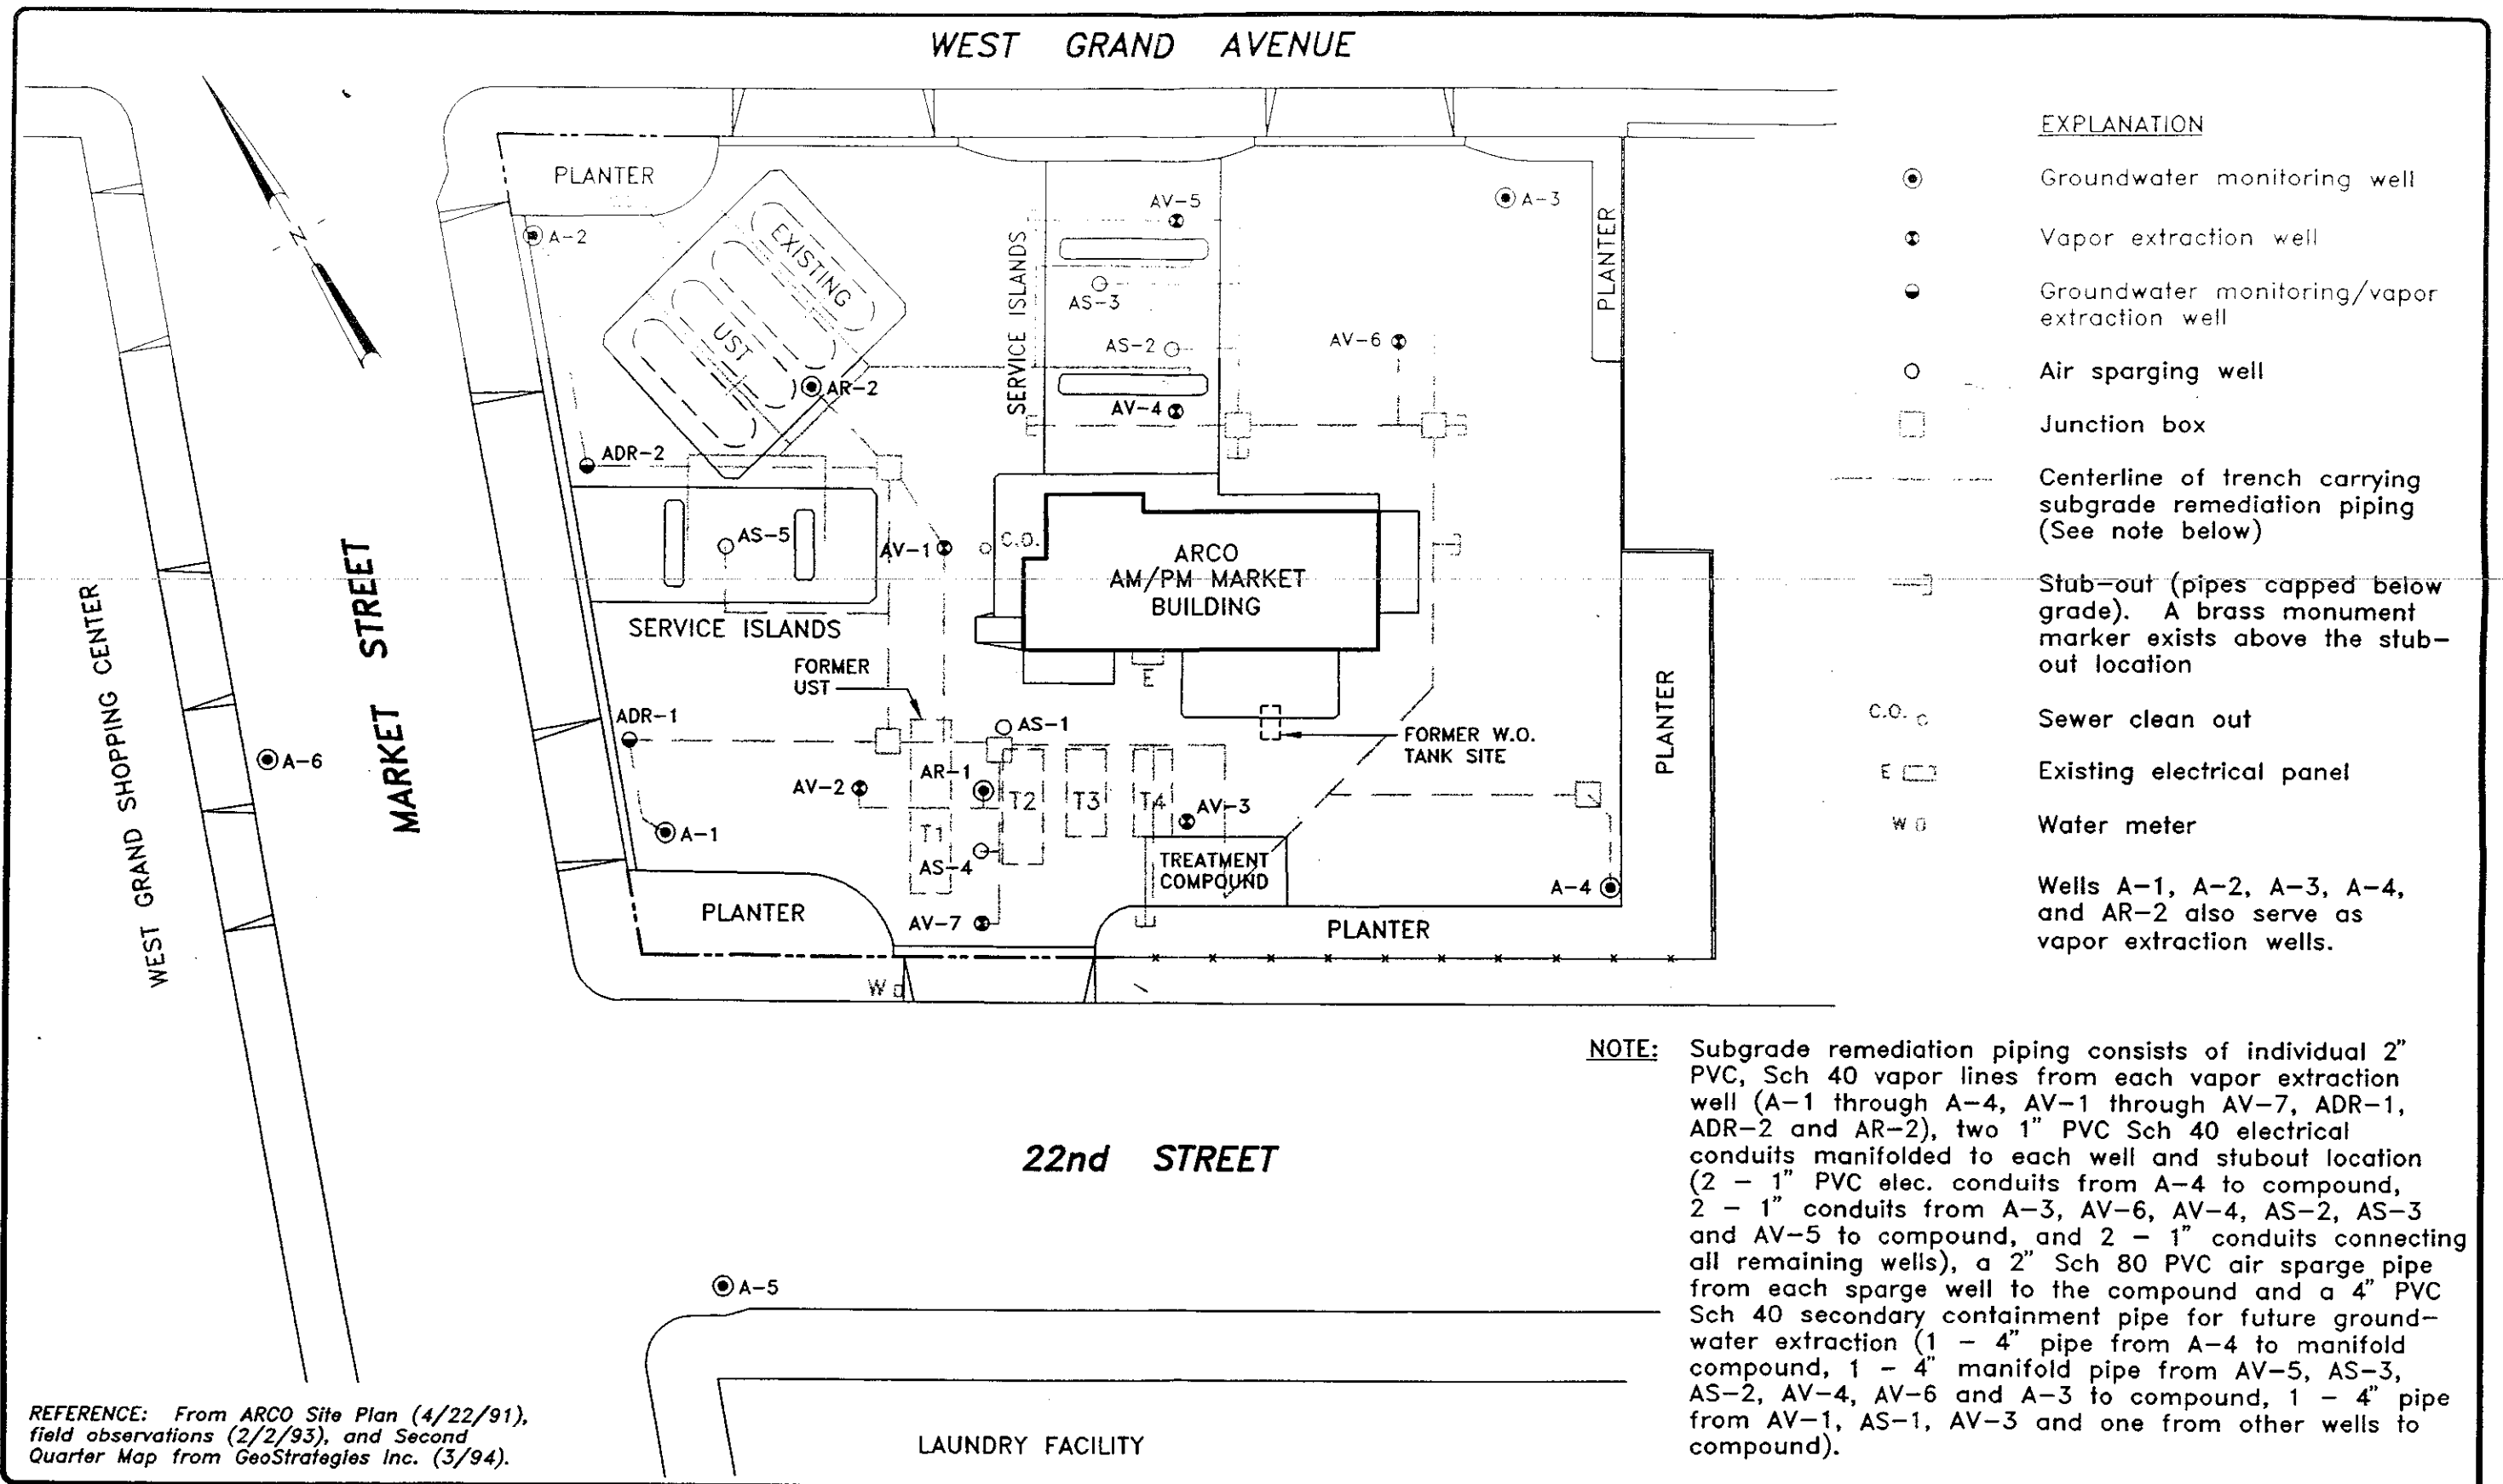 WEST GRAND AVENUE
PLANTER
A-2
EXISTING
UST
AR-2
ADR-2
SERVICE ISLANDS
AV-5
AS-3
AS-2
AV-4
AV-6
A-3
PLANTER
N
AS-5
AV-1
C.O.
SERVICE ISLANDS
ARCO
AM/PM MARKET
BUILDING
E
FORMER
UST
ADR-1
AS-1
FORMER W.O.
TANK SITE
AV-2
AR-1
T1
T2
T3
T4
AV-3
A-1
AS-4
TREATMENT
COMPOUND
A-4
PLANTER
AV-7
PLANTER
PLANTER
W
A-6
MARKET STREET
WEST GRAND SHOPPING CENTER
22nd STREET
A-5
LAUNDRY FACILITY
EXPLANATION
Groundwater monitoring well
Vapor extraction well
Groundwater monitoring/vapor
extraction well
Air sparging well
Junction box
Centerline of trench carrying
subgrade remediation piping
(See note below)
Stub-out (pipes capped below
grade). A brass monument
marker exists above the stub-
out location
C.O. Sewer clean out
E Existing electrical panel
W Water meter
Wells A-1, A-2, A-3, A-4,
and AR-2 also serve as
vapor extraction wells.
NOTE: Subgrade remediation piping consists of individual 2"
PVC, Sch 40 vapor lines from each vapor extraction
well (A-1 through A-4, AV-1 through AV-7, ADR-1,
ADR-2 and AR-2), two 1" PVC Sch 40 electrical
conduits manifolded to each well and stubout location
(2 - 1" PVC elec. conduits from A-4 to compound,
2 - 1" conduits from A-3, AV-6, AV-4, AS-2, AS-3
and AV-5 to compound, and 2 - 1" conduits connecting
all remaining wells), a 2" Sch 80 PVC air sparge pipe
from each sparge well to the compound and a 4" PVC
Sch 40 secondary containment pipe for future ground-
water extraction (1 - 4" pipe from A-4 to manifold
compound, 1 - 4" manifold pipe from AV-5, AS-3,
AS-2, AV-4, AV-6 and A-3 to compound, 1 - 4" pipe
from AV-1, AS-1, AV-3 and one from other wells to
compound).
REFERENCE: From ARCO Site Plan (4/22/91),
field observations (2/2/93), and Second
Quarter Map from GeoStrategies Inc. (3/94).